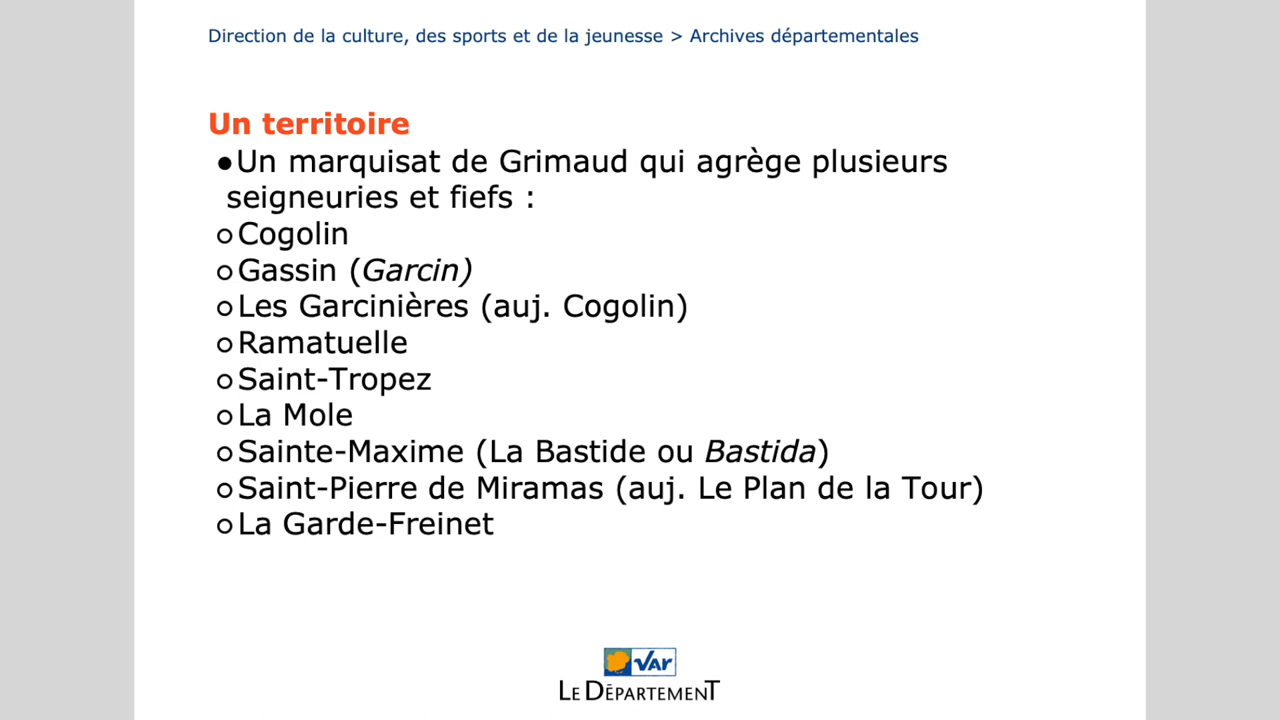 Direction de la culture, des sports et de la jeunesse > Archives départementales
Un territoire
●Un marquisat de Grimaud qui agrège plusieurs
seigneuries et fiefs :
○Cogolin
○Gassin (Garcin)
○Les Garcinières (auj. Cogolin)
○Ramatuelle
○Saint-Tropez
○La Mole
○Sainte-Maxime (La Bastide ou Bastida)
○Saint-Pierre de Miramas (auj. Le Plan de la Tour)
○La Garde-Freinet
VAR
LE DÉPARTEMENT